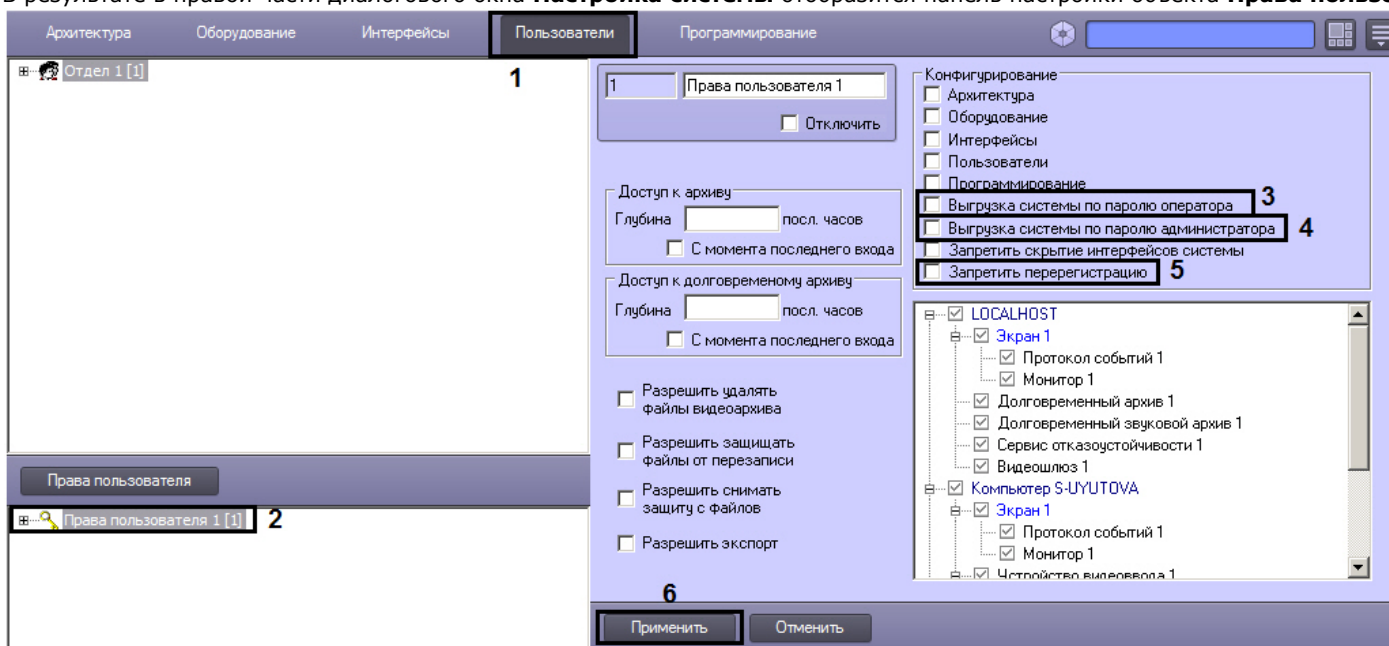 В результате в правой части диалогового окна Настройка системы отобразится панель настройки объекта Права
Архитектура Оборудование Интерфейсы Пользователи Программирование
Отдел 1 [1]
1
1 Права пользователя 1
Отключить
Доступ к архиву
Глубина посл. часов
С момента последнего входа
Доступ к долговременому архиву
Глубина посл. часов
С момента последнего входа
Разрешить удалять
файлы видеоархива
Разрешить защищать
файлы от перезаписи
Разрешить снимать
защиту с файлов
Разрешить экспорт
Конфигурирование
Архитектура
Оборудование
Интерфейсы
Пользователи
Программирование
Выгрузка системы по паролю оператора 3
Выгрузка системы по паролю администратора 4
Запретить скрытие интерфейсов системы
Запретить перерегистрацию 5
LOCALHOST
Экран 1
Протокол событий 1
Монитор 1
Долговременный архив 1
Долговременный звуковой архив 1
Сервис отказоустойчивости 1
Видеошлюз 1
Компьютер S-UYUTOVA
Экран 1
Протокол событий 1
Монитор 1
Устройство видеоввода 1
Права пользователя
Права пользователя 1 [1] 2
6
Применить Отменить